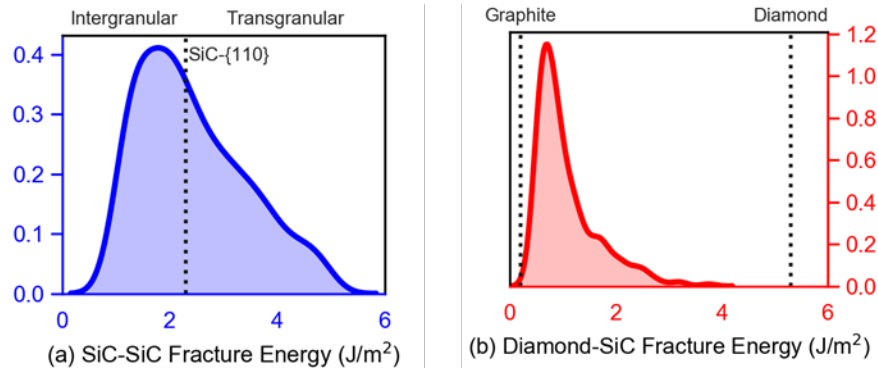 Intergranular Transgranular
SiC-{110}
0.4
0.3
0.2
0.1
0.0
0 2 4 6
(a) SiC-SiC Fracture Energy (J/m²)
Graphite Diamond
1.2
1.0
0.8
0.6
0.4
0.2
0.0
0 2 4 6
(b) Diamond-SiC Fracture Energy (J/m²)